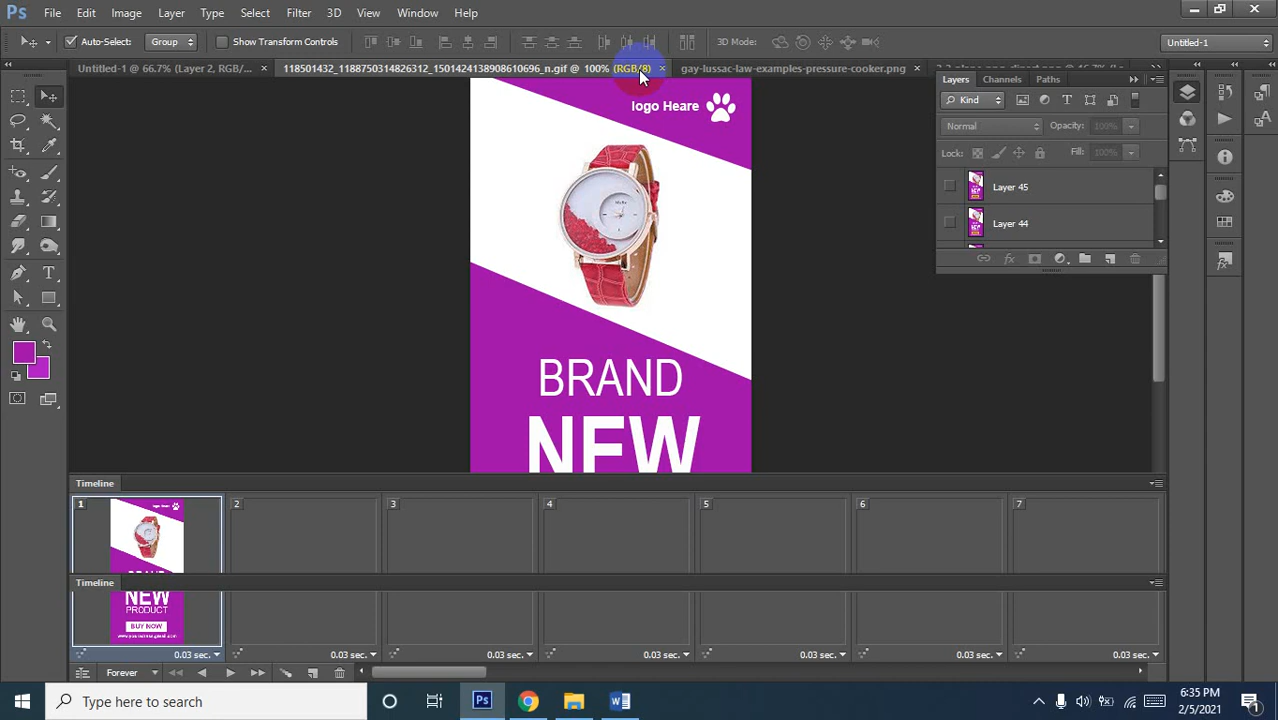 Ps File Edit Image Layer Type Select Filter 3D View Window Help
Auto-Select: Group Show Transform Controls 3D Mode: Untitled-1
Untitled-1 @ 66.7% (Layer 2, RGB/... × 118501432_1188750314826312_1501424138908610696_n.gif @ 100% (RGB/8) × gay-lussac-law-examples-pressure-cooker.png ×
Layers Channels Paths
Kind
Normal Opacity: 100%
Lock: Fill: 100%
Layer 45
Layer 44
logo Heare
BRAND
NEW
Timeline
1 2 3 4 5 6 7
Timeline
NEW
PRODUCT
BUY NOW
0.03 sec. 0.03 sec. 0.03 sec. 0.03 sec. 0.03 sec. 0.03 sec. 0.03 sec.
Forever
Type here to search
6:35 PM
2/5/2021